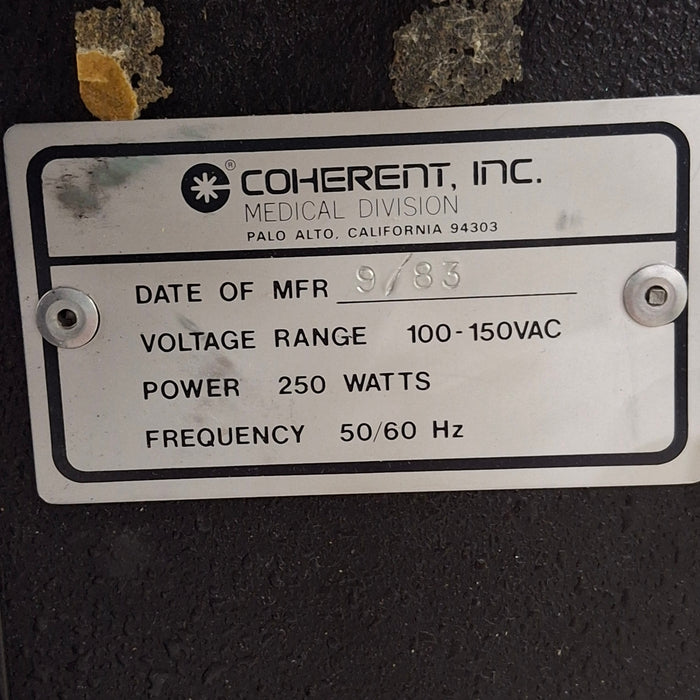 ® COHERENT, INC.
MEDICAL DIVISION
PALO ALTO, CALIFORNIA 94303
DATE OF MFR 9/83
VOLTAGE RANGE 100-150VAC
POWER 250 WATTS
FREQUENCY 50/60 Hz